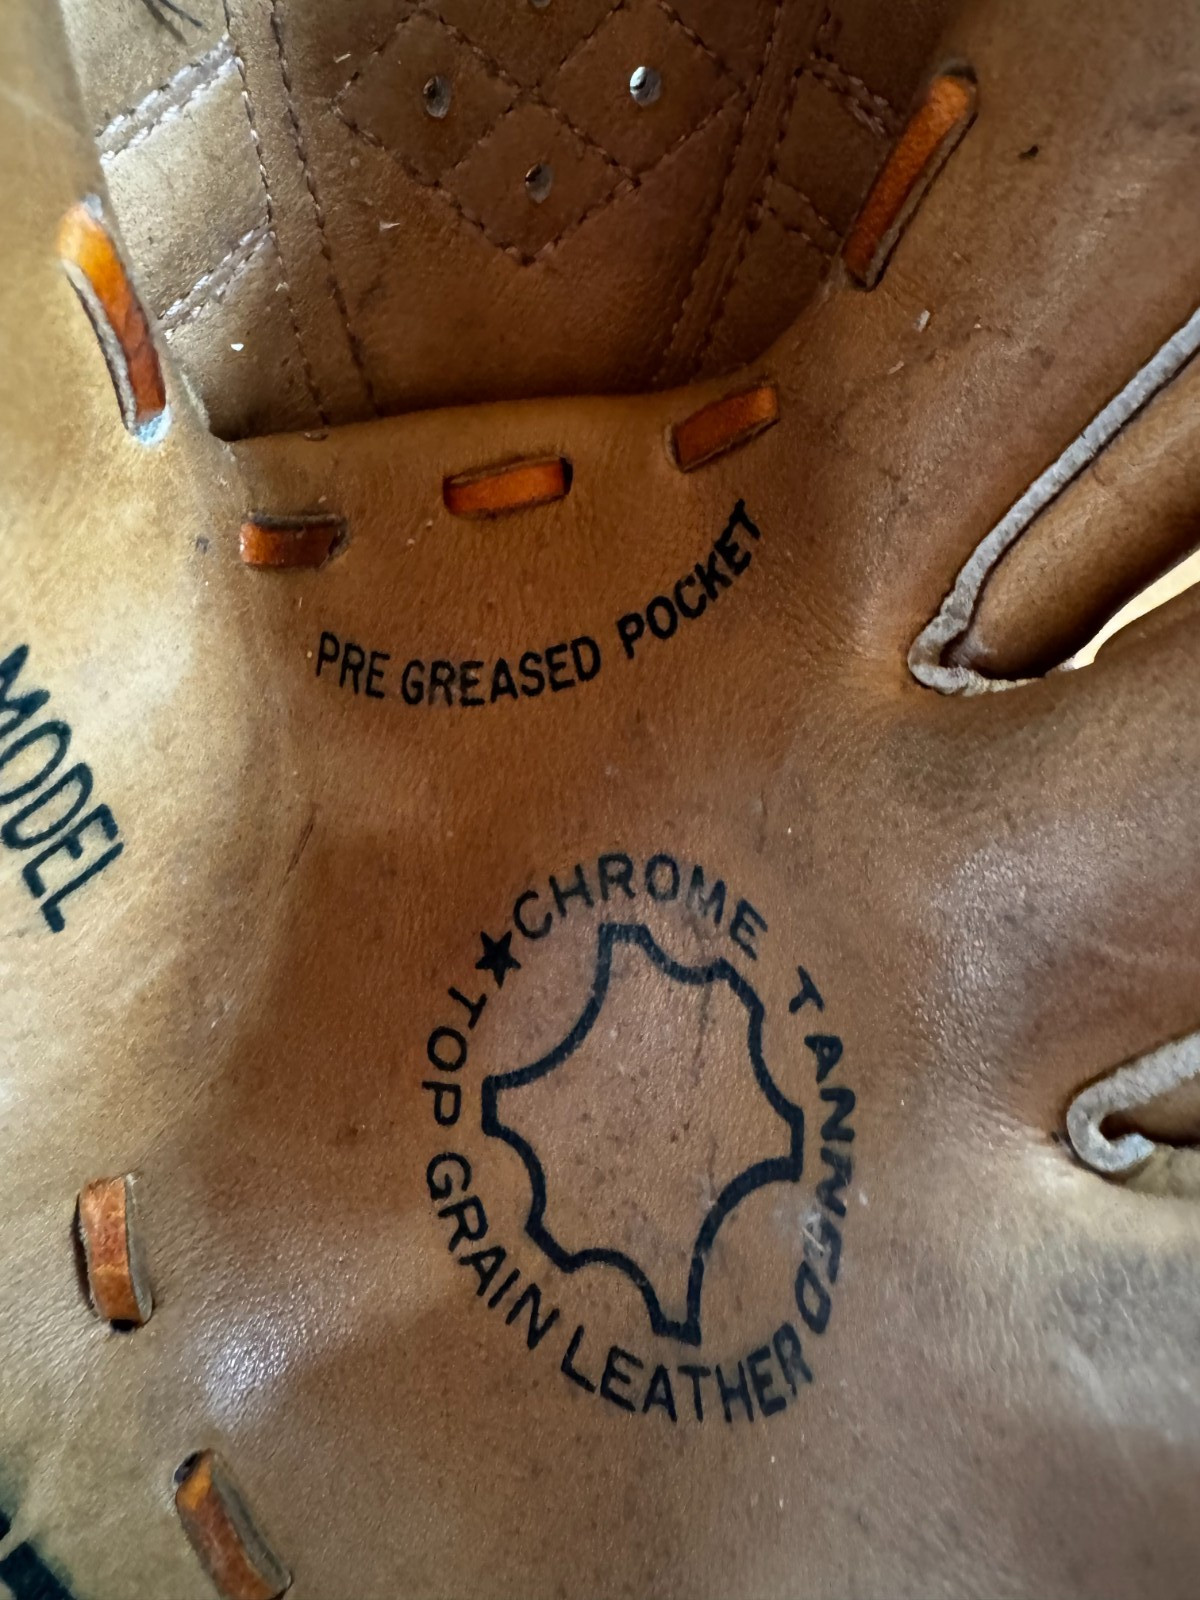 PRE GREASED POCKET
MODEL
★CHROME TANNED
TOP GRAIN LEATHER